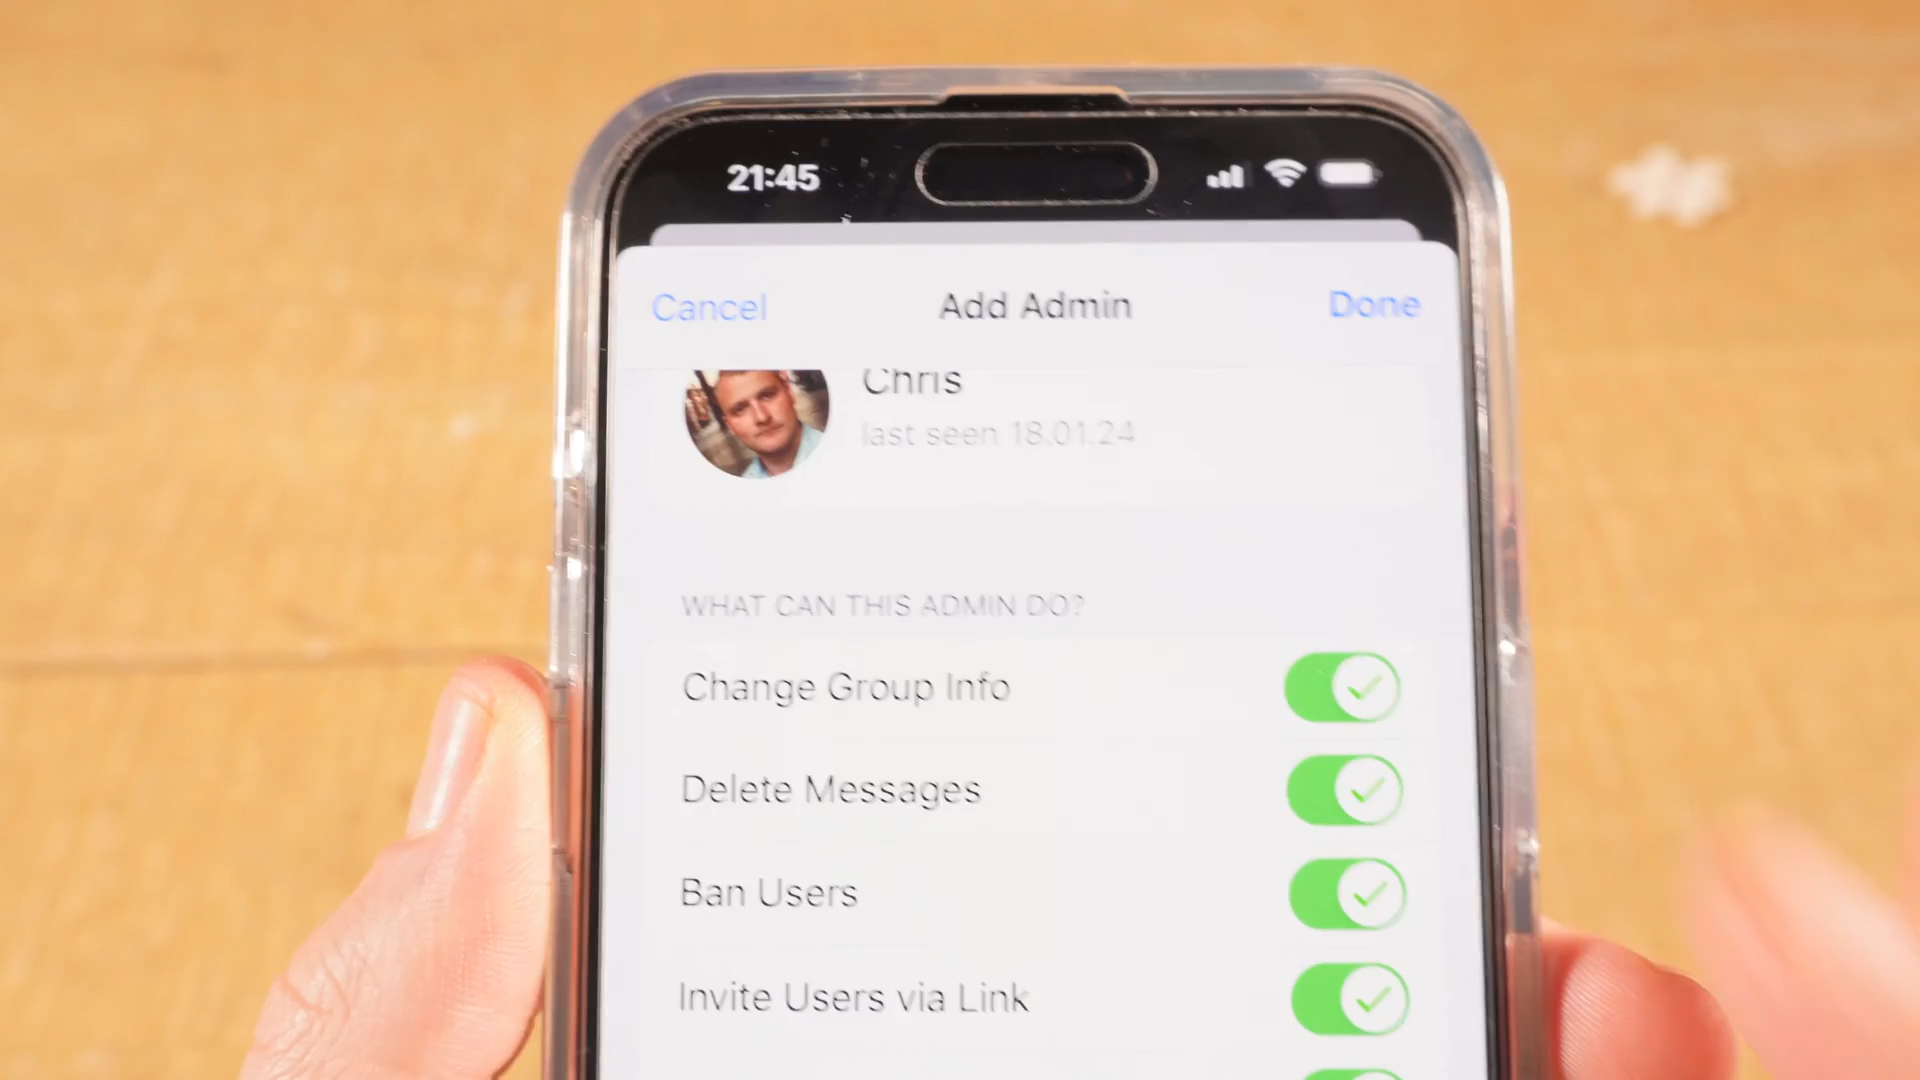 21:45
Cancel
Add Admin
Done
Chris
last seen 18.01.24
WHAT CAN THIS ADMIN DO?
Change Group Info
Delete Messages
Ban Users
Invite Users via Link